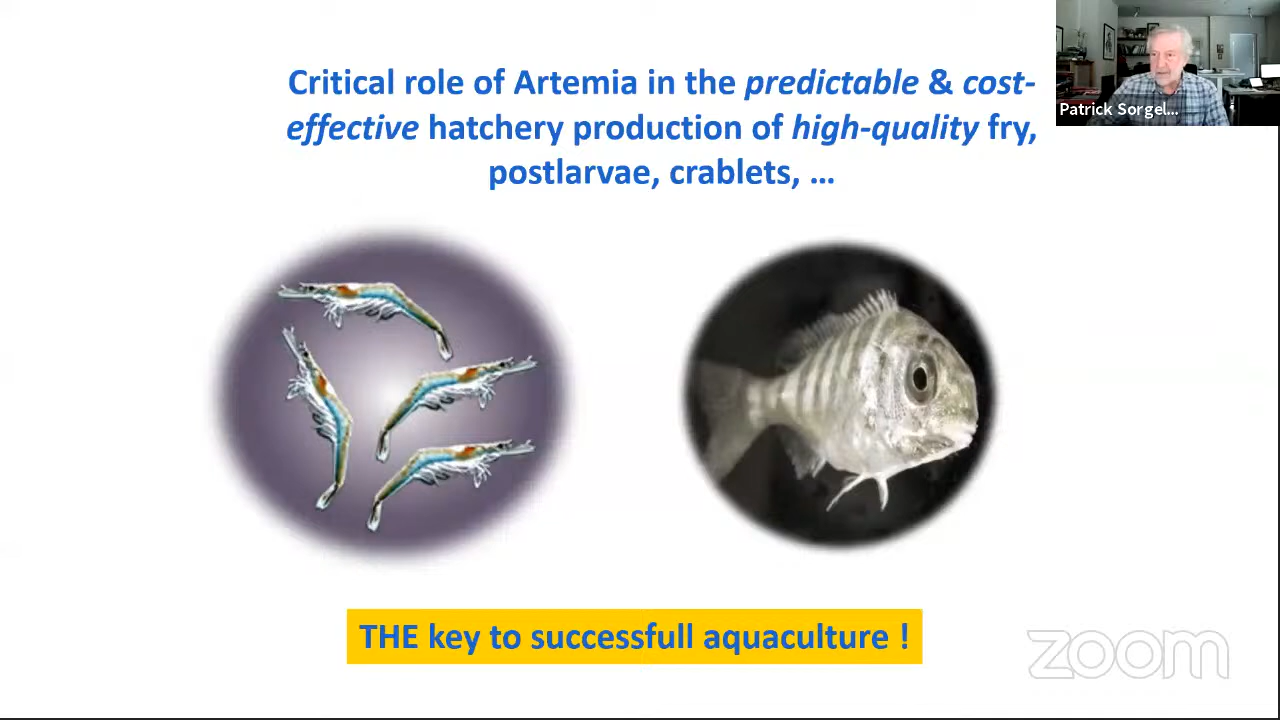 Critical role of Artemia in the predictable & cost-
effective hatchery production of high-quality fry,
postlarvae, crablets, ...
Patrick Sorgel...
THE key to successfull aquaculture !
zoom